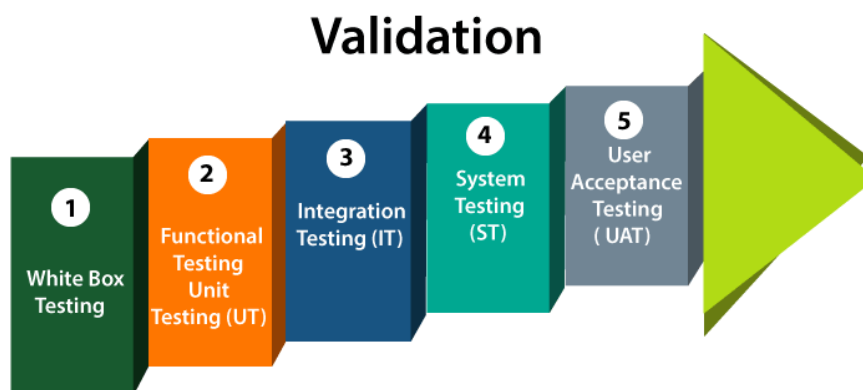 Validation
1
White Box
Testing
2
Functional
Testing
Unit
Testing (UT)
3
Integration
Testing (IT)
4
System
Testing
(ST)
5
User
Acceptance
Testing
( UAT)